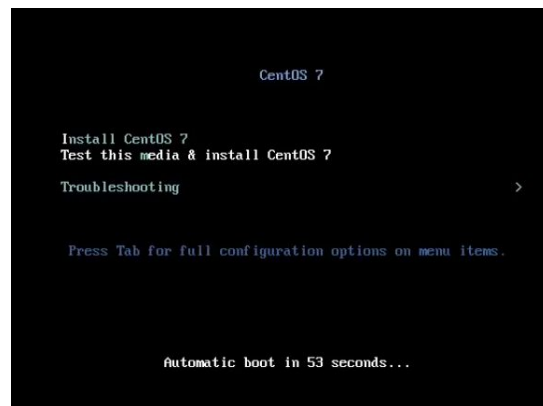 CentOS 7
Install CentOS 7
Test this media & install CentOS 7
Troubleshooting >
Press Tab for full configuration options on menu items.
Automatic boot in 53 seconds...